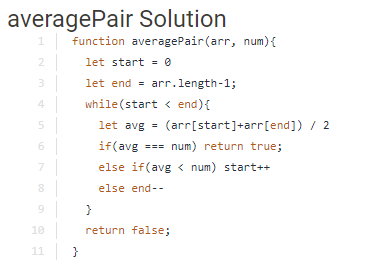 averagePair Solution
1 function averagePair(arr, num){
2   let start = 0
3   let end = arr.length-1;
4   while(start < end){
5     let avg = (arr[start]+arr[end]) / 2
6     if(avg === num) return true;
7     else if(avg < num) start++
8     else end--
9   }
10   return false;
11 }